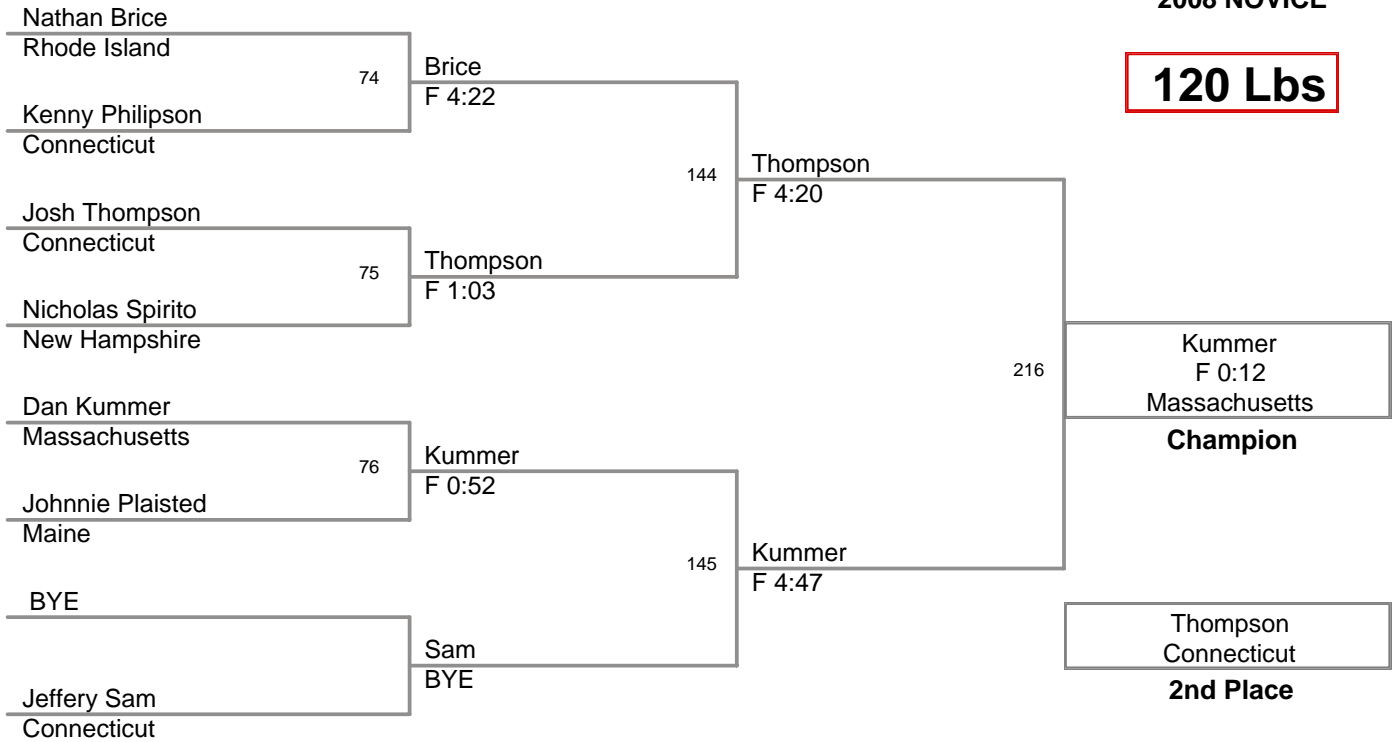 2008 NOVICE
120 Lbs
Nathan Brice
Rhode Island
74
Kenny Philipson
Connecticut
Brice
F 4:22
Josh Thompson
Connecticut
75
Nicholas Spirito
New Hampshire
Thompson
F 1:03
144
Thompson
F 4:20
Dan Kummer
Massachusetts
76
Johnnie Plaisted
Maine
Kummer
F 0:52
BYE
Jeffery Sam
Connecticut
Sam
BYE
145
Kummer
F 4:47
216
Kummer
F 0:12
Massachusetts
Champion
Thompson
Connecticut
2nd Place